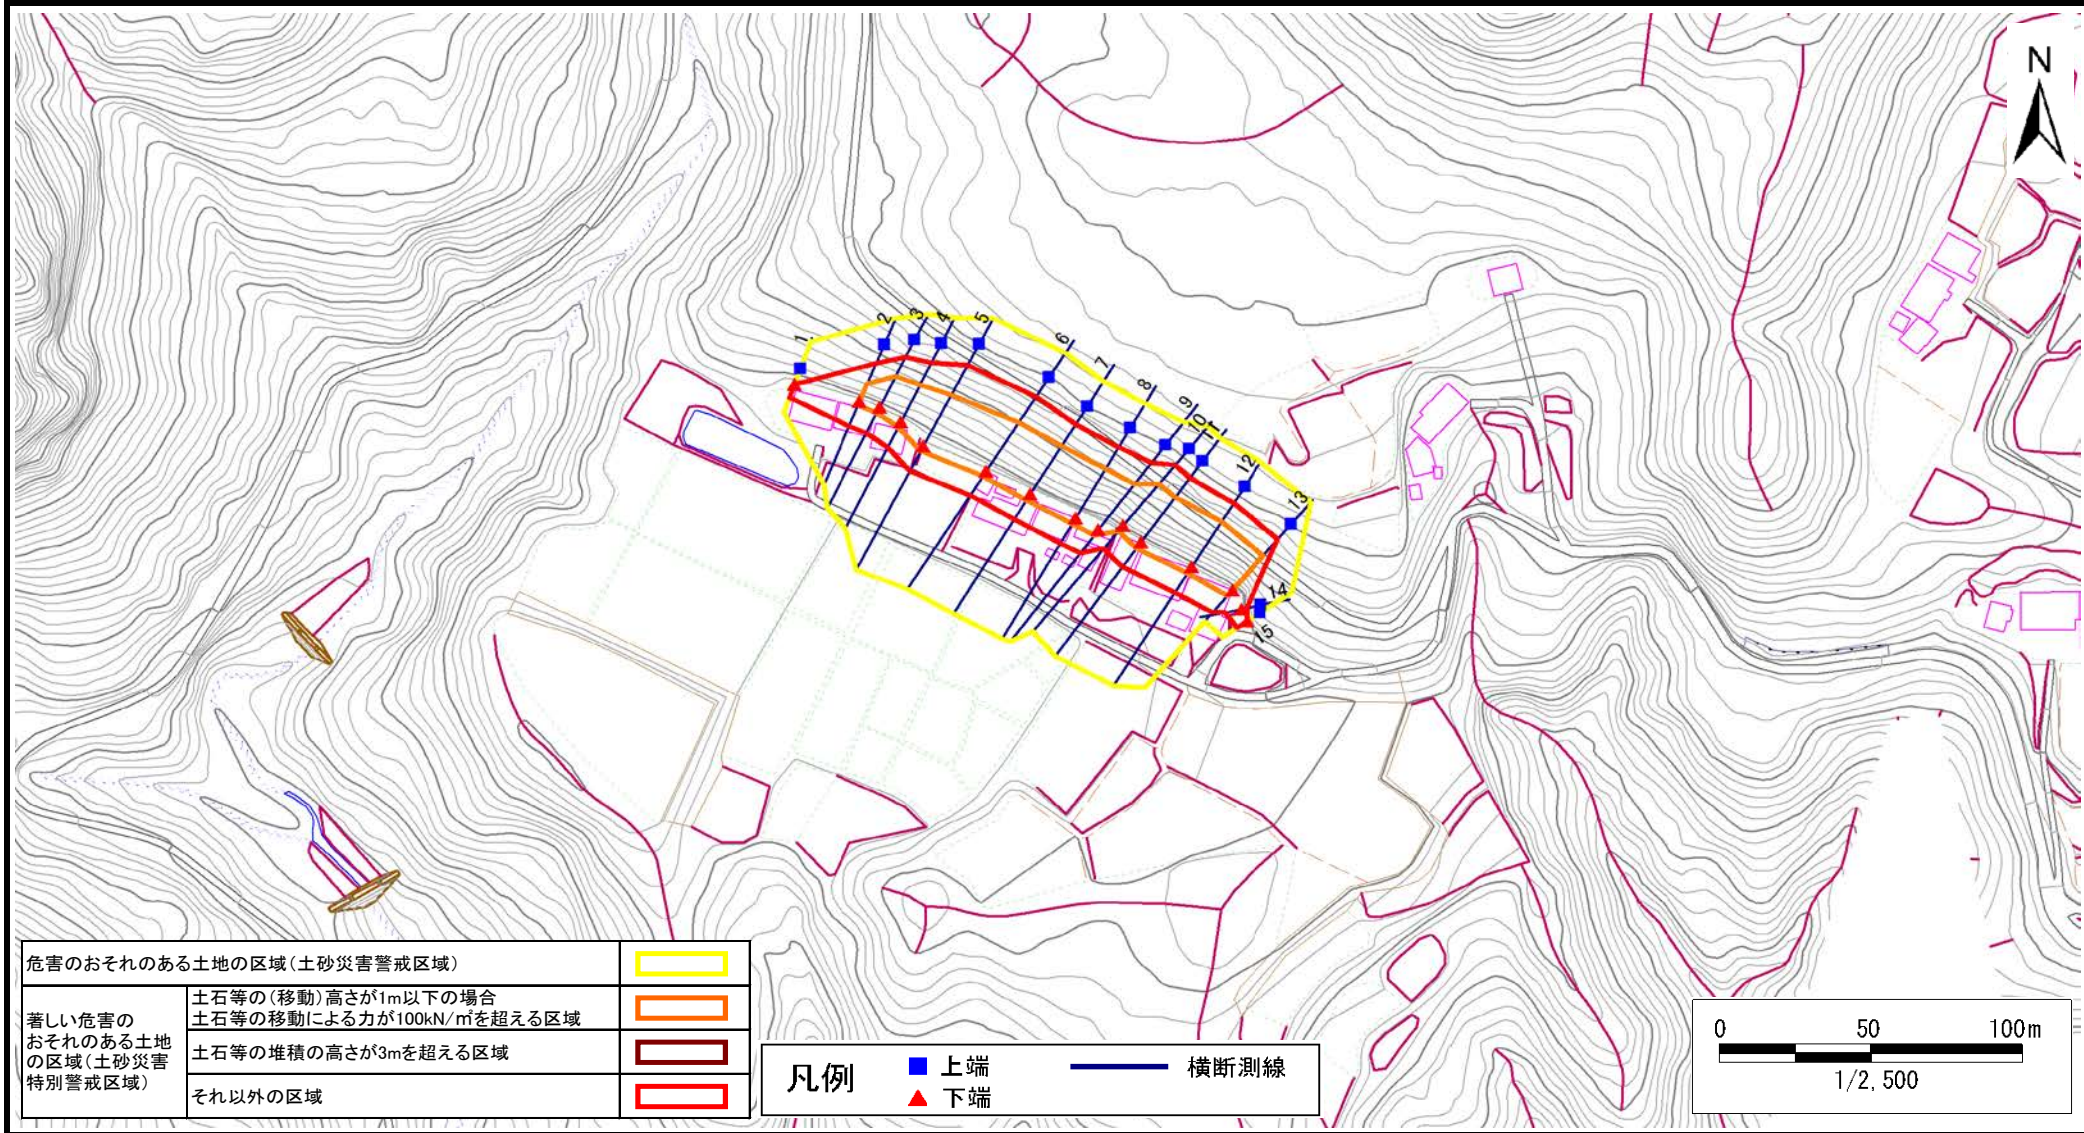 N
1
2
3
4
5
6
7
8
9
10
11
12
13
14
15
危害のおそれのある土地の区域(土砂災害警戒区域)
著しい危害の
おそれのある土地
の区域(土砂災害
特別警戒区域)
土石等の(移動)高さが1m以下の場合
土石等の移動による力が100kN/㎡を超える区域
土石等の堆積の高さが3mを超える区域
それ以外の区域
凡例
上端
下端
横断測線
0 50 100m
1/2,500